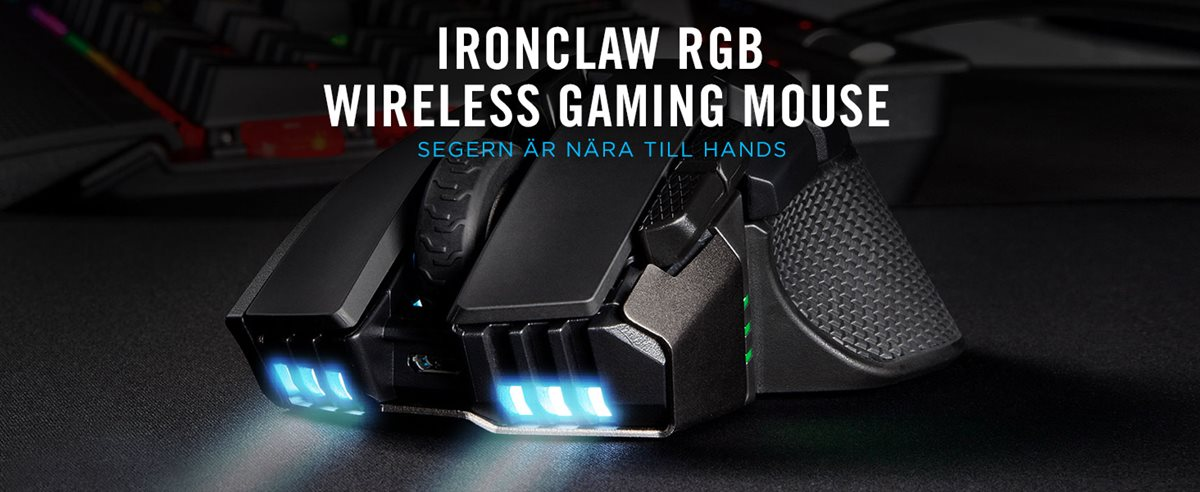 IRONCLAW RGB
WIRELESS GAMING MOUSE
SEGERN ÄR NÄRA TILL HANDS